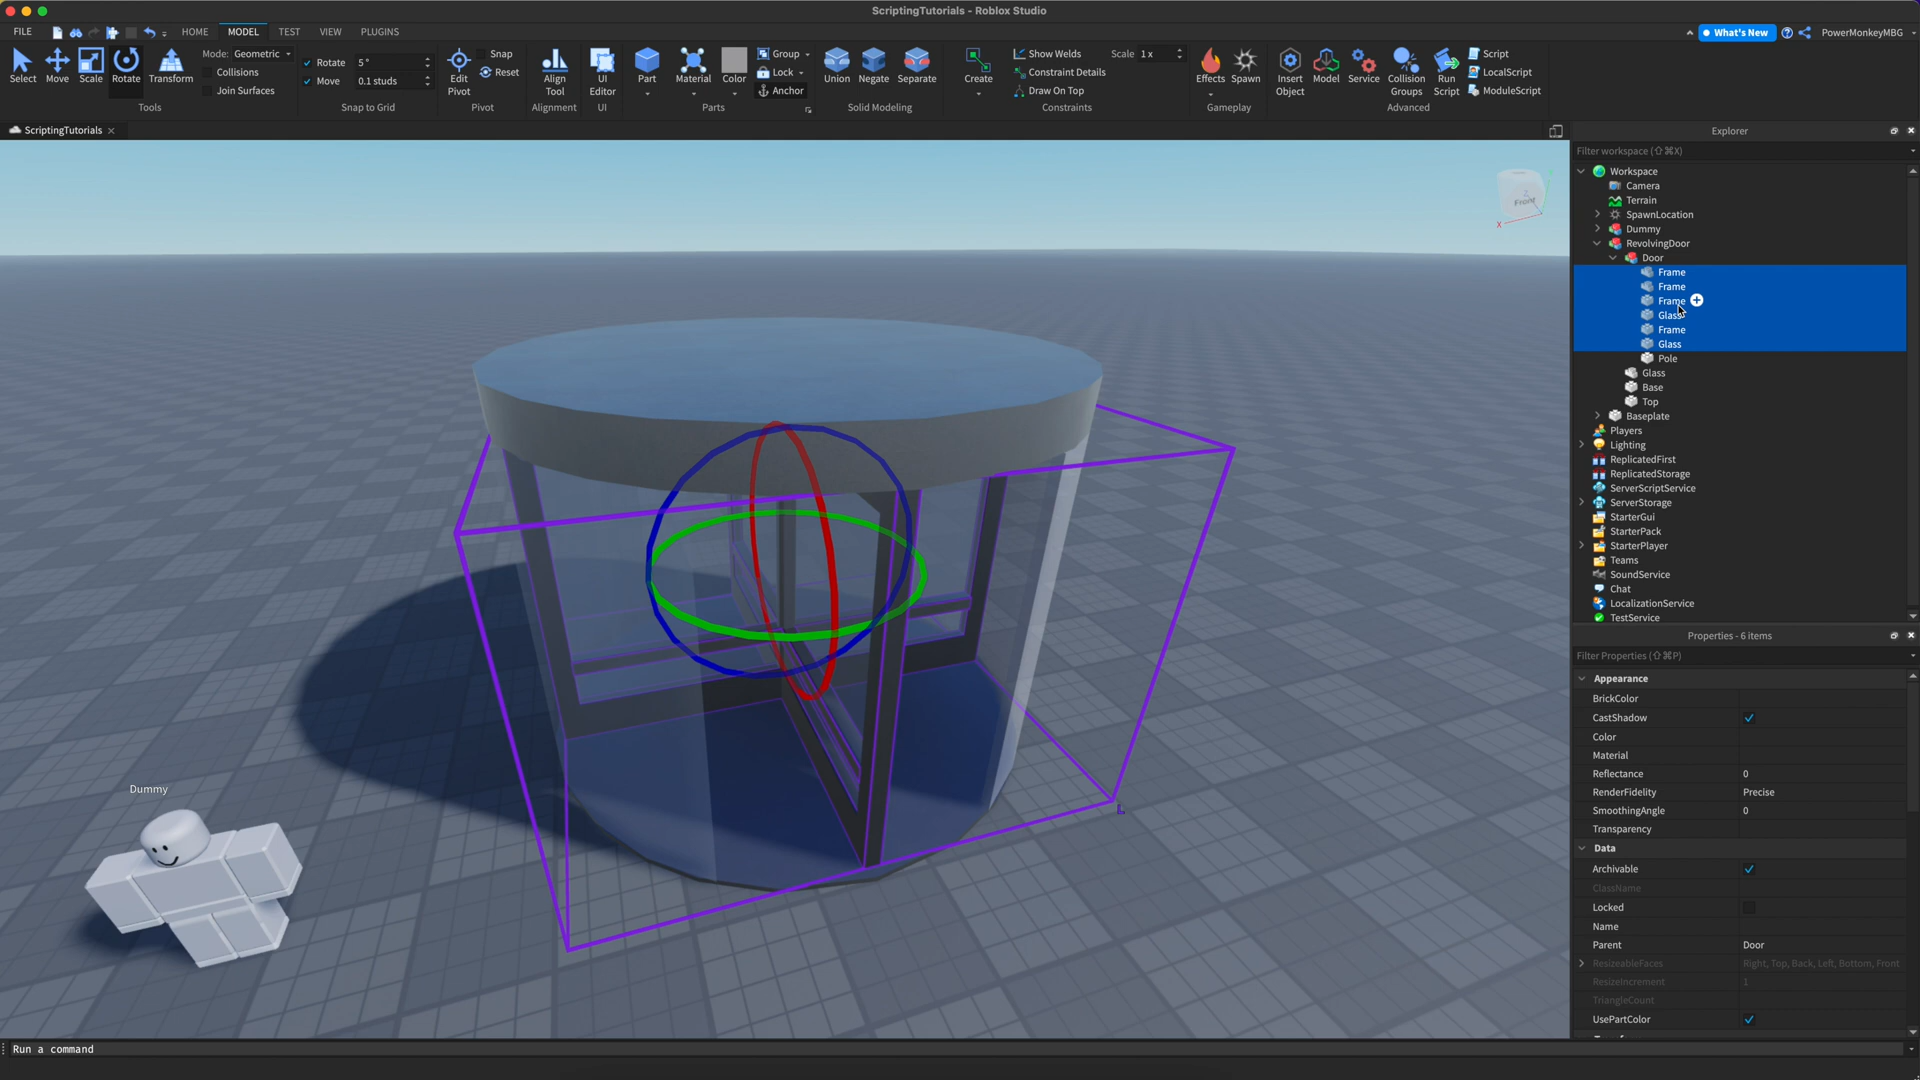 ScriptingTutorials - Roblox Studio
FILE HOME MODEL TEST VIEW PLUGINS
What's New PowerMonkeyMBG
Select Move Scale Rotate Transform
Mode: Geometric
Collisions
Join Surfaces
Tools
Rotate 5°
Move 0.1 studs
Snap to Grid
Edit Pivot
Snap
Reset
Pivot
Align Tool
Alignment
UI Editor
UI
Part Material Color
Group
Lock
Anchor
Parts
Union Negate Separate
Solid Modeling
Create
Show Welds
Constraint Details
Draw On Top
Scale 1 x
Constraints
Effects Spawn
Gameplay
Insert Object
Model
Service
Collision Groups
Run Script
Script
LocalScript
ModuleScript
Advanced
ScriptingTutorials
Front
X
Dummy
L
Explorer
Filter workspace (⇧⌘X)
Workspace
Camera
Terrain
SpawnLocation
Dummy
RevolvingDoor
Door
Frame
Frame
Frame
Glass
Frame
Glass
Pole
Glass
Base
Top
Baseplate
Players
Lighting
ReplicatedFirst
ReplicatedStorage
ServerScriptService
ServerStorage
StarterGui
StarterPack
StarterPlayer
Teams
SoundService
Chat
LocalizationService
TestService
Properties - 6 items
Filter Properties (⇧⌘P)
Appearance
BrickColor
CastShadow
Color
Material
Reflectance 0
RenderFidelity Precise
SmoothingAngle 0
Transparency
Data
Archivable
ClassName
Locked
Name
Parent Door
ResizeableFaces Right, Top, Back, Left, Bottom, Front
ResizeIncrement 1
TriangleCount
UsePartColor
Run a command